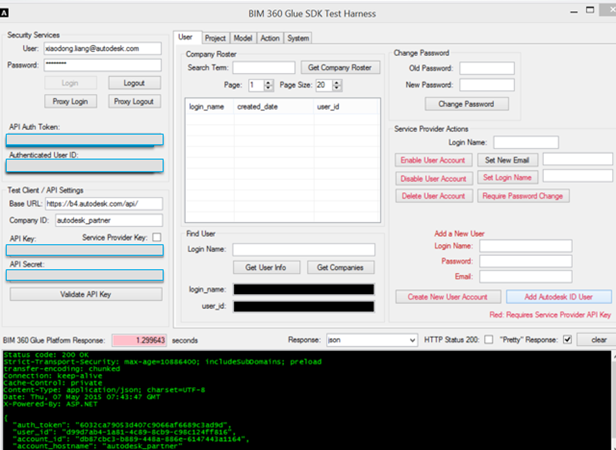 BIM 360 Glue SDK Test Harness
Security Services
User: xiaodong.liang@autodesk.com
Password: ********
Login Logout
Proxy Login Proxy Logout
API Auth Token:
Authenticated User ID:
Test Client / API Settings
Base URL: https://b4.autodesk.com/api/
Company ID: autodesk_partner
API Key: Service Provider Key:
API Secret:
Validate API Key
User Project Model Action System
Company Roster
Search Term: Get Company Roster
Page: 1 Page Size: 20
login_name created_date user_id
Find User
Login Name:
Get User Info Get Companies
login_name:
user_id:
Change Password
Old Password:
New Password:
Change Password
Service Provider Actions
Login Name:
Enable User Account Set New Email
Disable User Account Set Login Name
Delete User Account Require Password Change
Add a New User
Login Name:
Password:
Email:
Create New User Account Add Autodesk ID User
Red: Requires Service Provider API Key
BIM 360 Glue Platform Response: 1.299643 seconds Response: json HTTP Status 200: "Pretty" Response: clear
Status code: 200 OK
Strict-Transport-Security: max-age=10886400; includeSubDomains; preload
transfer-encoding: chunked
Connection: keep-alive
Cache-Control: private
Content-Type: application/json; charset=UTF-8
Date: Thu, 07 May 2015 07:43:47 GMT
X-Powered-By: ASP.NET
{
"auth_token": "6032ca79053d407c9066af6689c3ad9d",
"user_id": "d99d7ab4-1a81-4c89-8cb9-c98c124ff816",
"account_id": "db87cbc3-b869-448a-886e-6147443a1164",
"account_hostname": "autodesk_partner"